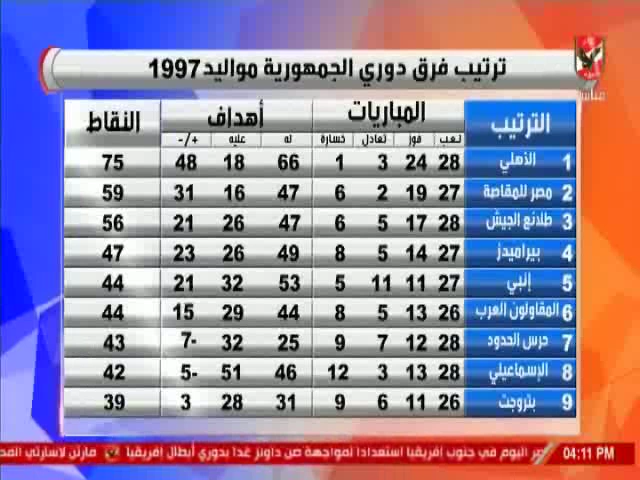 ترتيب فرق دوري الجمهورية مواليد 1997
مباشر
الترتيب المباريات أهداف النقاط
لعب فوز تعادل خسارة له عليه +/-
1 الأهلي 28 24 3 1 66 18 48 75
2 مصر للمقاصة 27 19 2 6 47 16 31 59
3 طلائع الجيش 28 17 5 6 47 26 21 56
4 بيراميدز 27 14 5 8 49 26 23 47
5 إنبي 27 11 11 5 53 32 21 44
6 المقاولون العرب 26 13 5 8 44 29 15 44
7 حرس الحدود 28 12 7 9 25 32 7- 43
8 الإسماعيلي 28 13 3 12 46 51 5- 42
9 بتروجت 26 11 6 9 31 28 3 39
اليوم في جنوب إفريقيا استعدادا لمواجهة صن داونز غدا بدوري أبطال إفريقيا مارتن لاسارتي
04:11 PM